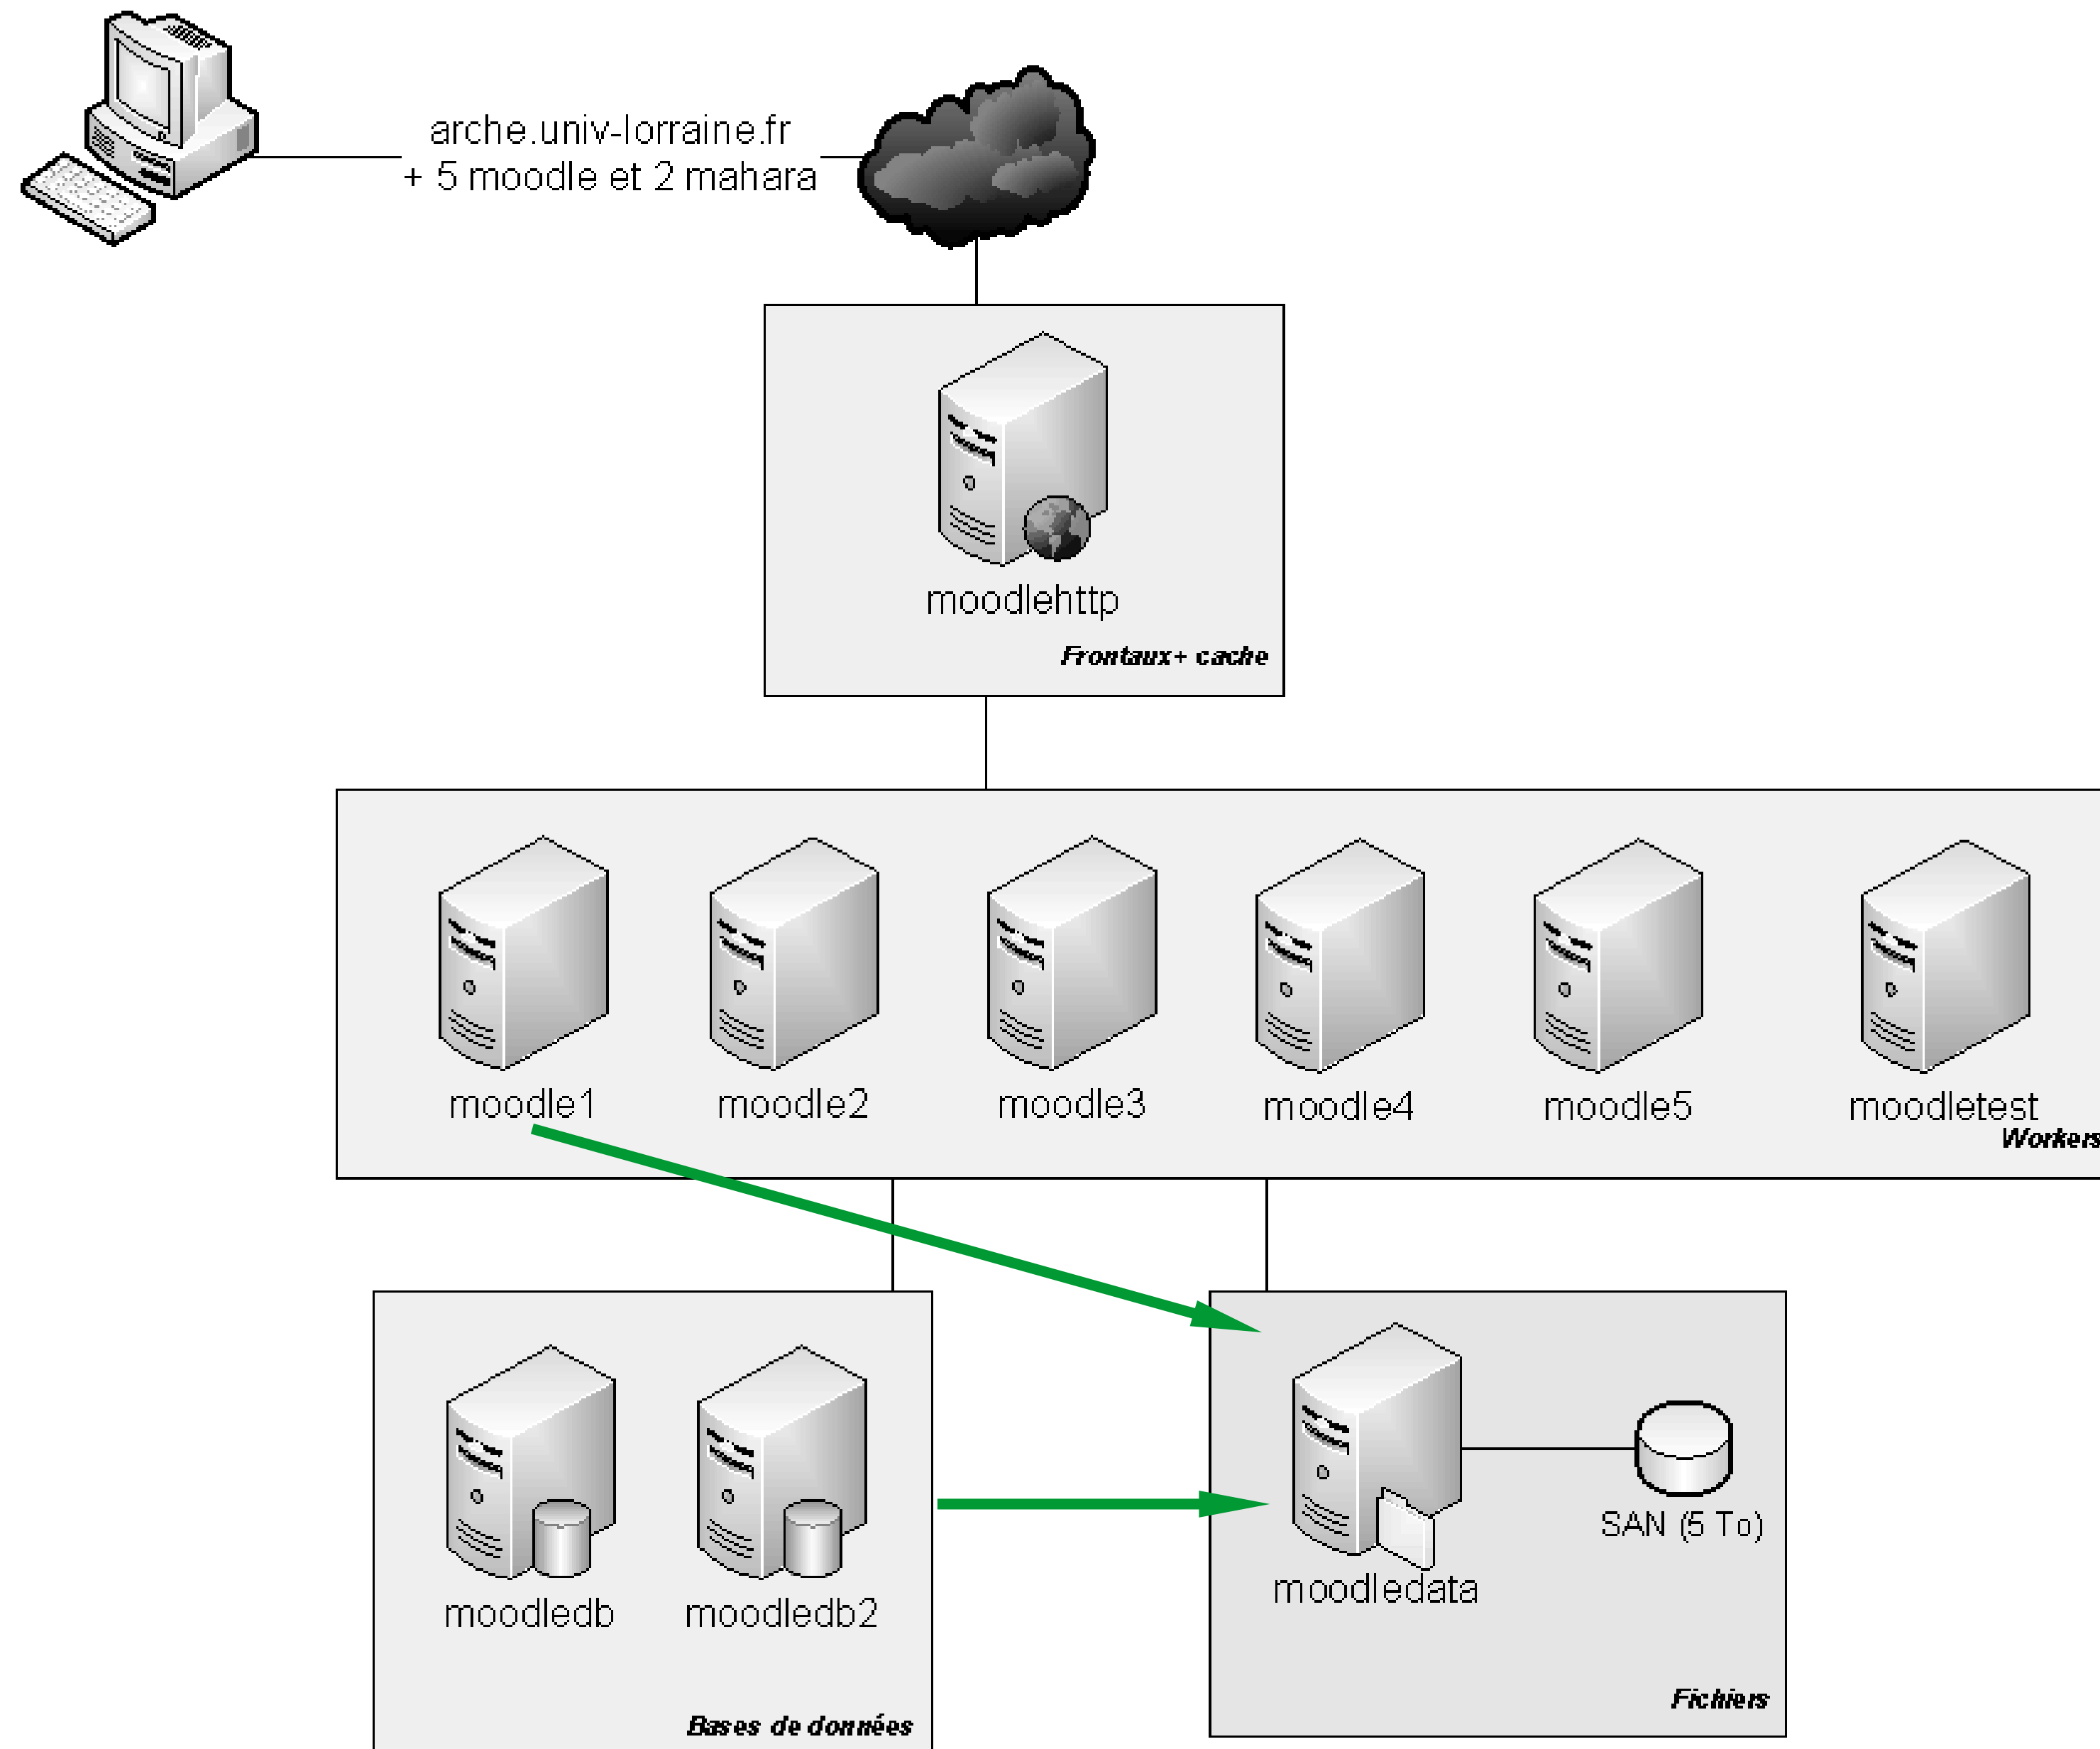 arche.univ-lorraine.fr
+ 5 moodle et 2 mahara
moodlehttp
Frontaux+ cache
moodle1
moodle2
moodle3
moodle4
moodle5
moodletest
Workers
moodledb
moodledb2
Bases de données
moodledata
SAN (5 To)
Fichiers